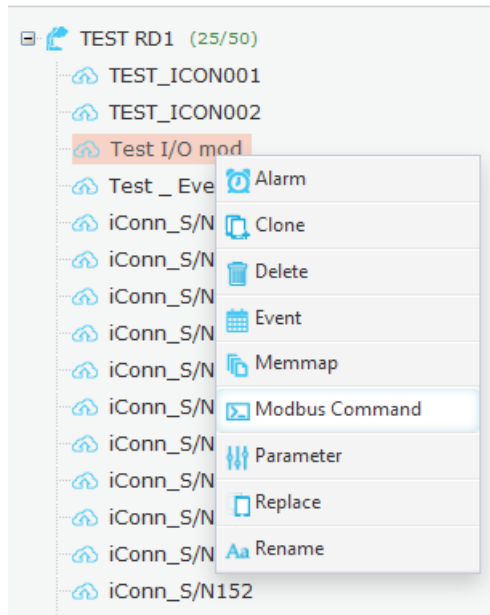 TEST RD1 (25/50)
TEST_ICON001
TEST_ICON002
Test I/O mod
Test _ Eve
iConn_S/N
iConn_S/N
iConn_S/N
iConn_S/N
iConn_S/N
iConn_S/N
iConn_S/N
iConn_S/N
iConn_S/N
iConn_S/N
iConn_S/N152
Alarm
Clone
Delete
Event
Memmap
Modbus Command
Parameter
Replace
Aa Rename